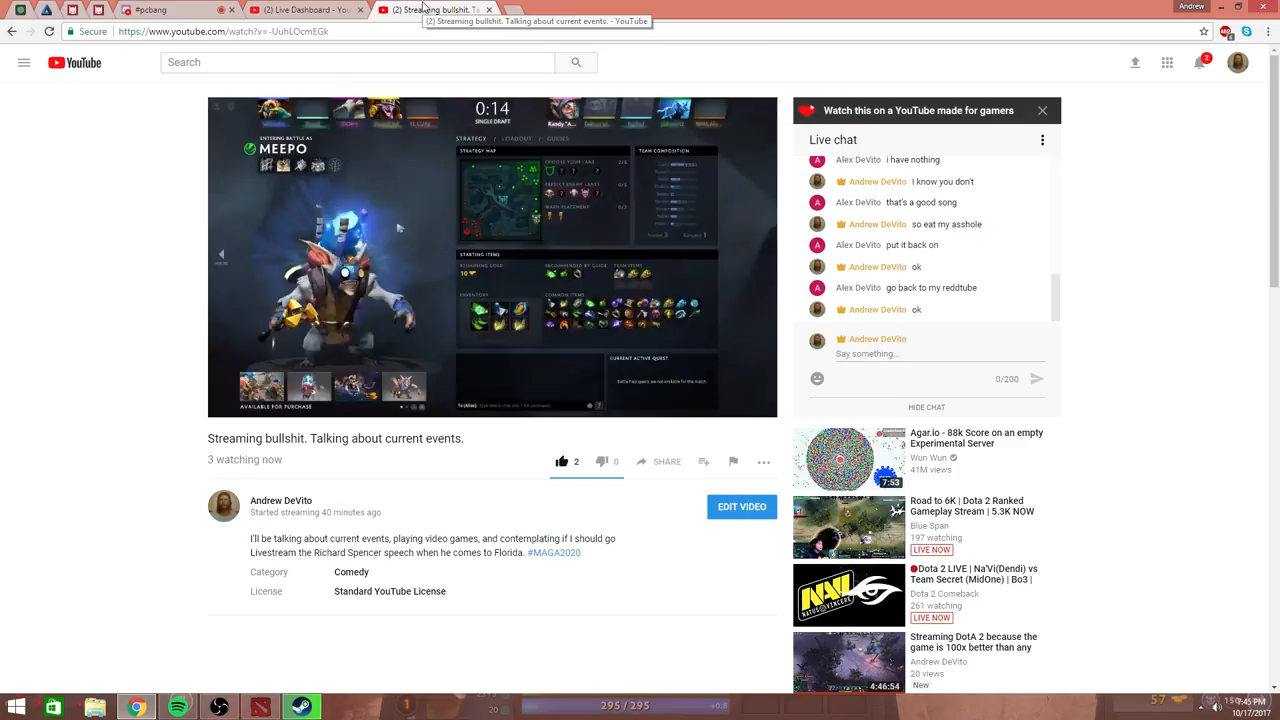 #pcbang
(2) Live Dashboard - You
(2) Streaming bullshit. Ta
Andrew
(2) Streaming bullshit. Talking about current events. - YouTube
Secure
https://www.youtube.com/watch?v=-UuhLOcmEGk
YouTube
Search
2
0:14
SINGLE DRAFT
ENTERING BATTLE AS
MEEPO
STRATEGY / LOADOUT / GUIDES
STRATEGY MAP
TEAM COMPOSITION
STARTING ITEMS
INVENTORY
COMMON ITEMS
CURRENT ACTIVE QUEST
AVAILABLE FOR PURCHASE
Watch this on a YouTube made for gamers
Live chat
Alex DeVito i have nothing
Andrew DeVito I know you don't
Alex DeVito that's a good song
Andrew DeVito so eat my asshole
Alex DeVito put it back on
Andrew DeVito ok
Alex DeVito go back to my reddtube
Andrew DeVito ok
Andrew DeVito
Say something...
0/200
HIDE CHAT
Streaming bullshit. Talking about current events.
3 watching now
2
0
SHARE
Andrew DeVito
Started streaming 40 minutes ago
EDIT VIDEO
I'll be talking about current events, playing video games, and contemplating if I should go
Livestream the Richard Spencer speech when he comes to Florida. #MAGA2020
Category Comedy
License Standard YouTube License
Agar.io - 88k Score on an empty
Experimental Server
Wun Wun
41M views
7:53
Road to 6K | Dota 2 Ranked
Gameplay Stream | 5.3K NOW
Blue Span
197 watching
LIVE NOW
Dota 2 LIVE | Na'Vi(Dendi) vs
Team Secret (MidOne) | Bo3 |
Dota 2 Comeback
261 watching
LIVE NOW
NAVI
NATUS VINCERE
Streaming DotA 2 because the
game is 100x better than any
Andrew DeVito
20 views
New
4:46:54
20
295 / 295
+0.8
57
7:45 PM
10/17/2017